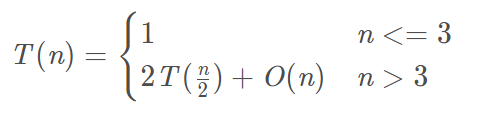 T(n) = { 1 n <= 3
2T(n/2) + O(n) n > 3